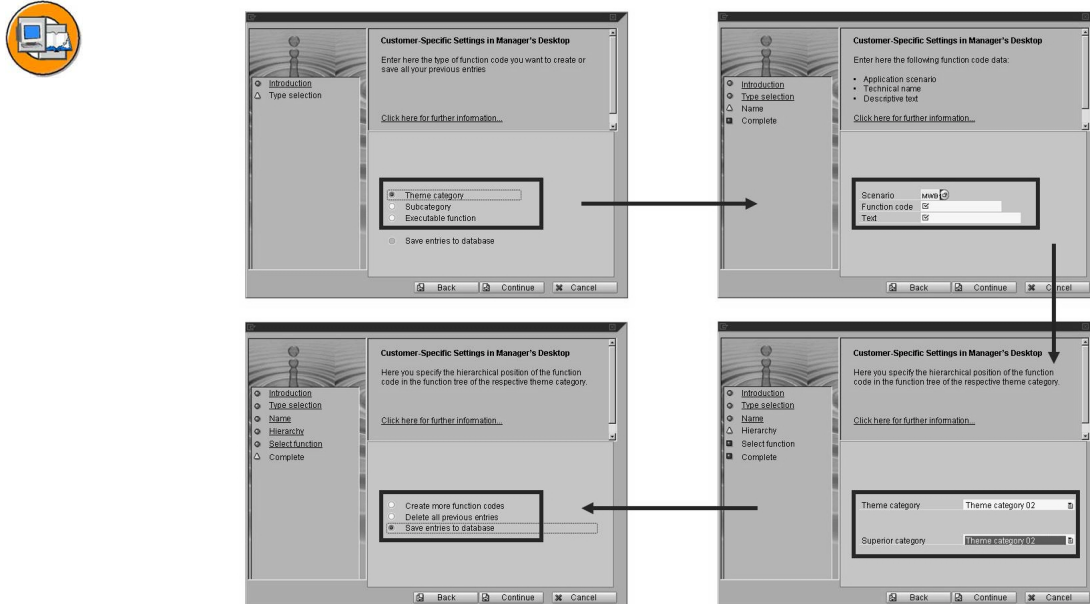 Customer-Specific Settings in Manager's Desktop
Enter here the type of function code you want to create or
save all your previous entries
Click here for further information...
Introduction
Type selection
Theme category
Subcategory
Executable function
Save entries to database
Back Continue Cancel
Customer-Specific Settings in Manager's Desktop
Enter here the following function code data:
• Application scenario
• Technical name
• Descriptive text
Click here for further information...
Introduction
Type selection
Name
Complete
Scenario MWB
Function code
Text
Back Continue Cancel
Customer-Specific Settings in Manager's Desktop
Here you specify the hierarchical position of the function
code in the function tree of the respective theme category.
Click here for further information...
Introduction
Type selection
Name
Hierarchy
Select function
Complete
Create more function codes
Delete all previous entries
Save entries to database
Back Continue Cancel
Customer-Specific Settings in Manager's Desktop
Here you specify the hierarchical position of the function
code in the function tree of the respective theme category.
Click here for further information...
Introduction
Type selection
Name
Hierarchy
Select function
Complete
Theme category Theme category 02
Superior category Theme category 02
Back Continue Cancel